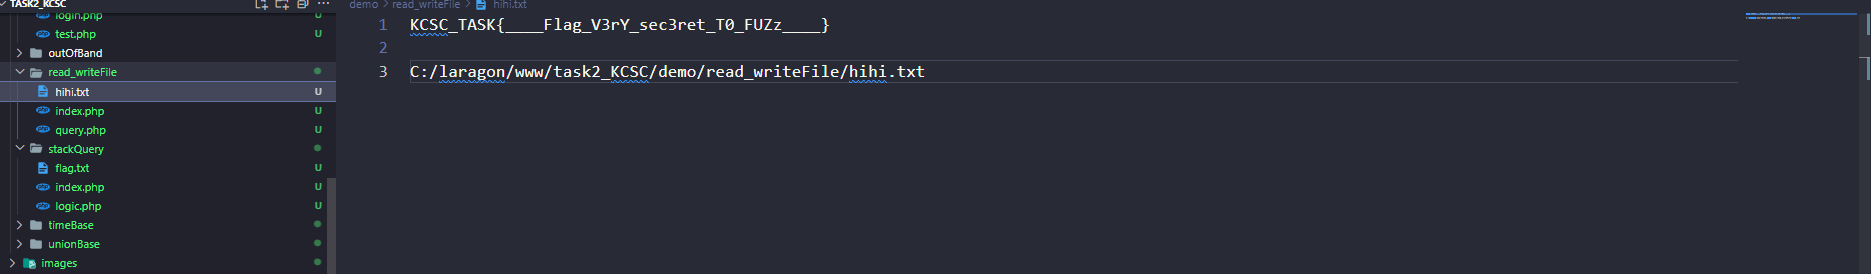 TASK2_KCSC
login.php U
test.php U
outOfBand
read_writeFile
hihi.txt U
index.php U
query.php U
stackQuery
flag.txt U
index.php U
logic.php U
timeBase
unionBase
images
demo > read_writeFile > hihi.txt
1 KCSC_TASK{____Flag_V3rY_sec3ret_T0_FUZz____}
2
3 C:/laragon/www/task2_KCSC/demo/read_writeFile/hihi.txt